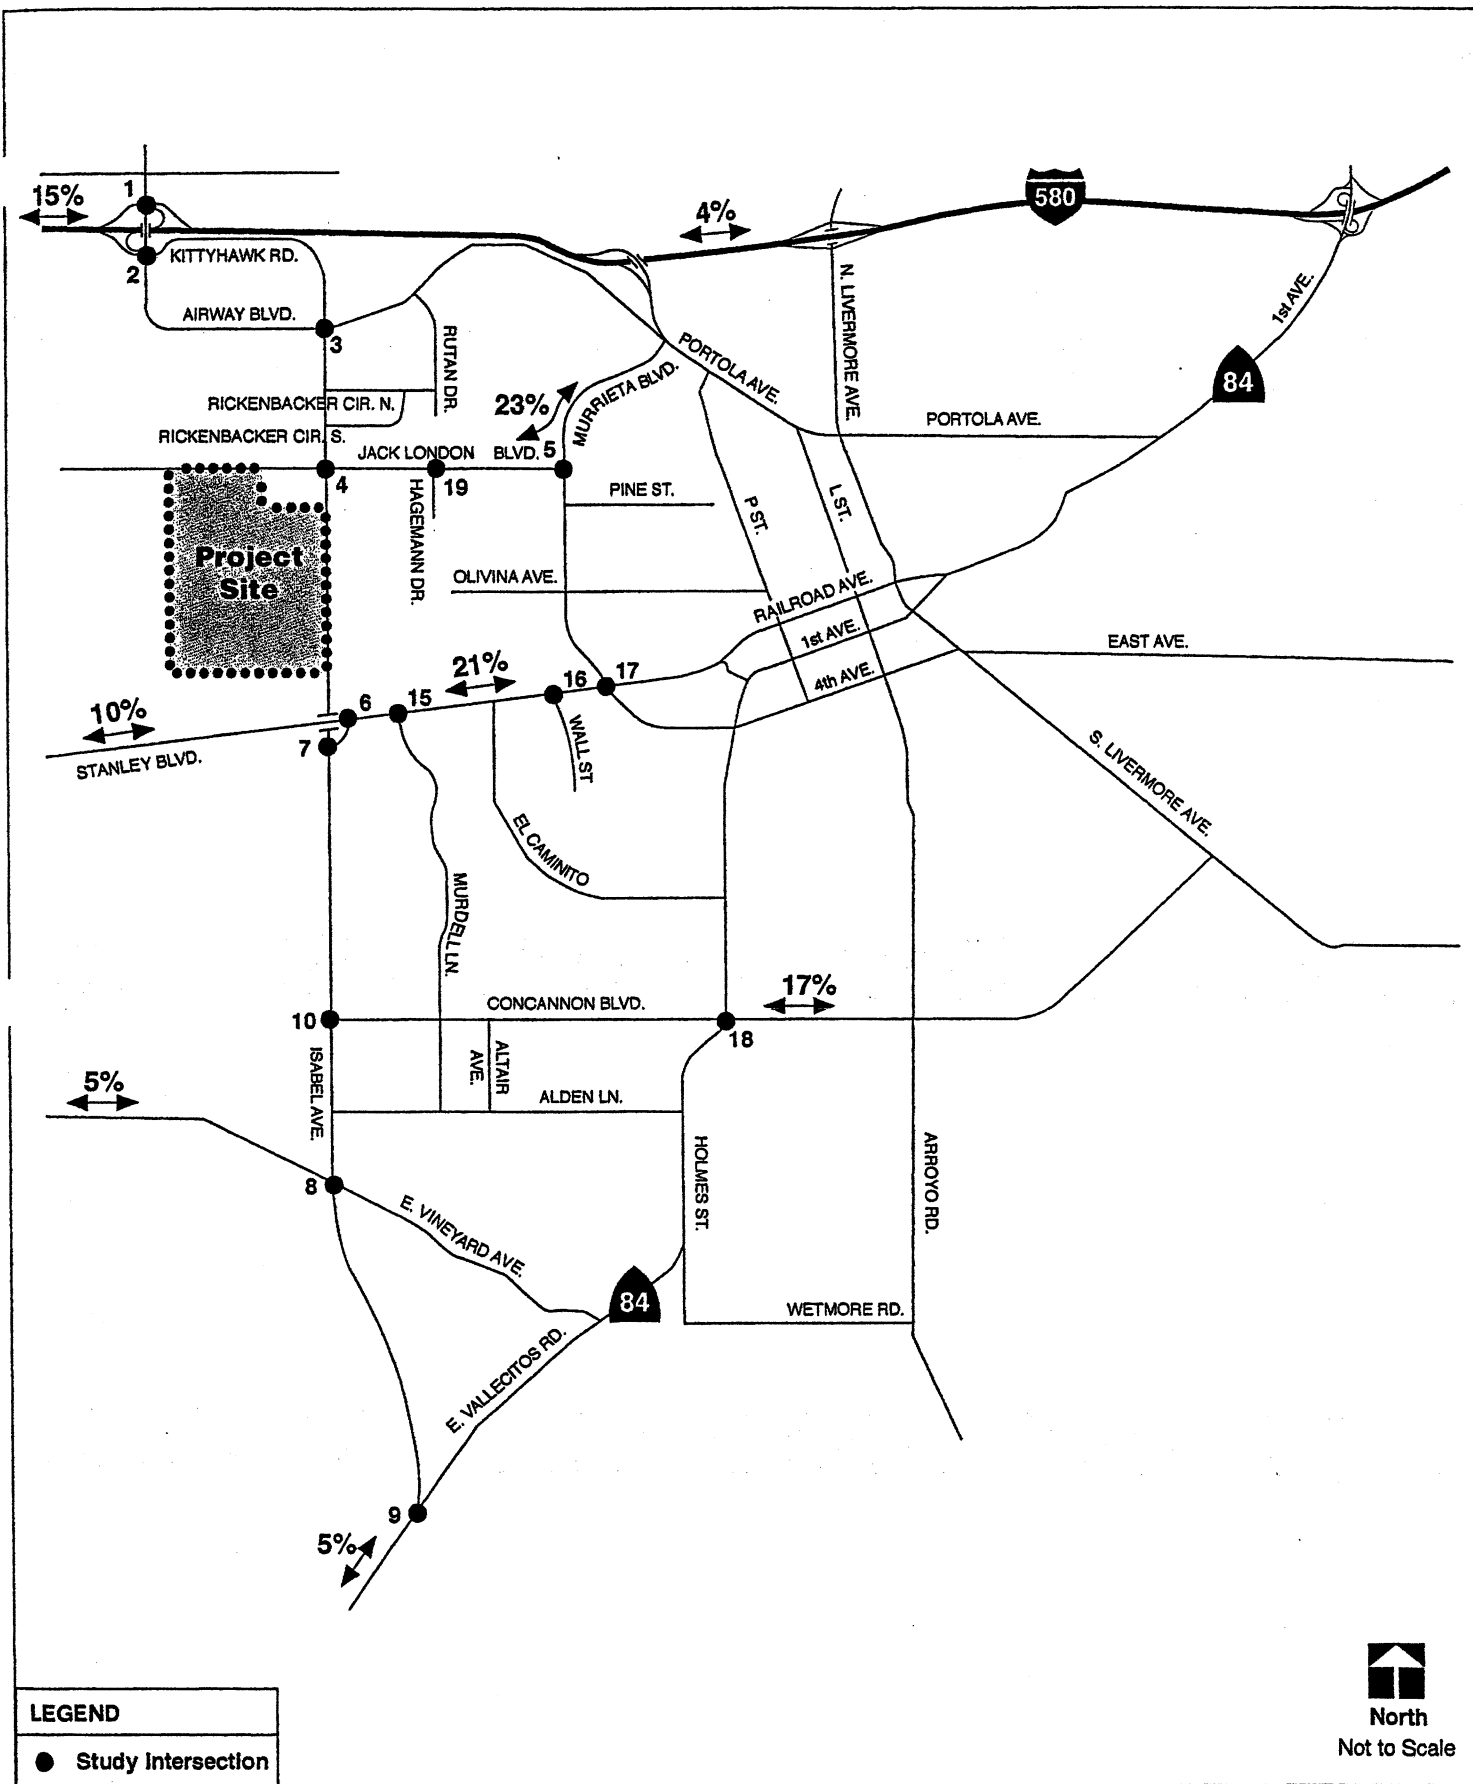 1
15%
580
4%
KITTYHAWK RD.
2
N. LIVERMORE AVE.
1st AVE.
AIRWAY BLVD.
3
RUTAN DR.
PORTOLA AVE.
84
MURRIETA BLVD.
23%
RICKENBACKER CIR. N.
PORTOLA AVE.
RICKENBACKER CIR. S.
JACK LONDON BLVD.
5
4
19
HAGEMANN DR.
PINE ST.
P ST.
L ST.
Project
Site
OLIVINA AVE.
RAILROAD AVE.
1st AVE.
EAST AVE.
21%
16
17
4th AVE.
10%
6
15
WALL ST
7
STANLEY BLVD.
S. LIVERMORE AVE.
EL CAMINITO
MURDELL LN.
17%
CONCANNON BLVD.
10
18
ISABEL AVE.
ALTAIR
AVE.
5%
ALDEN LN.
HOLMES ST.
ARROYO RD.
8
E. VINEYARD AVE.
84
WETMORE RD.
E. VALLECITOS RD.
9
5%
North
Not to Scale
LEGEND
Study Intersection